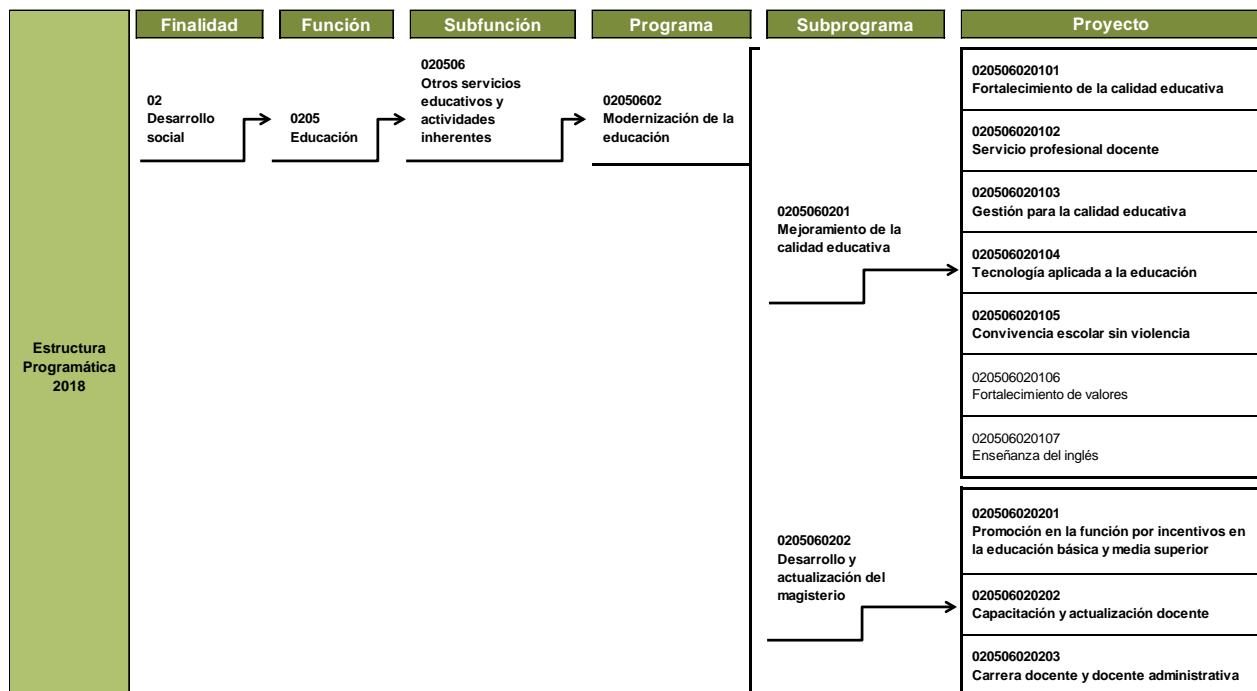 Finalidad
Función
Subfunción
Programa
Subprograma
Proyecto
Estructura
Programática
2018
02
Desarrollo
social
0205
Educación
020506
Otros servicios
educativos y
actividades
inherentes
02050602
Modernización de la
educación
0205060201
Mejoramiento de la
calidad educativa
020506020101
Fortalecimiento de la calidad educativa
020506020102
Servicio profesional docente
020506020103
Gestión para la calidad educativa
020506020104
Tecnología aplicada a la educación
020506020105
Convivencia escolar sin violencia
020506020106
Fortalecimiento de valores
020506020107
Enseñanza del inglés
0205060202
Desarrollo y
actualización del
magisterio
020506020201
Promoción en la función por incentivos en
la educación básica y media superior
020506020202
Capacitación y actualización docente
020506020203
Carrera docente y docente administrativa